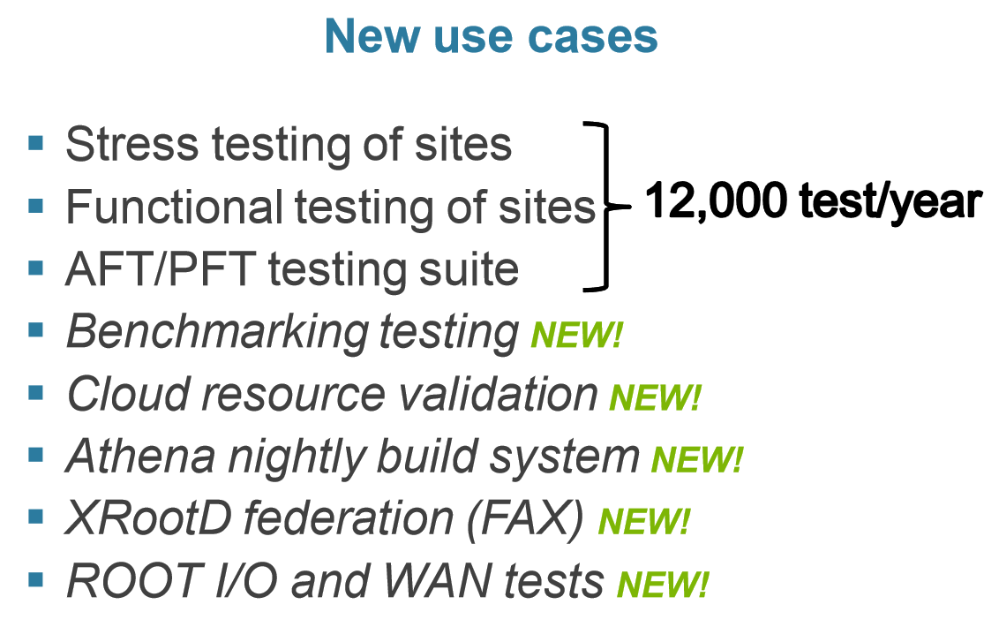 New use cases
Stress testing of sites
Functional testing of sites
12,000 test/year
AFT/PFT testing suite
Benchmarking testing NEW!
Cloud resource validation NEW!
Athena nightly build system NEW!
XRootD federation (FAX) NEW!
ROOT I/O and WAN tests NEW!